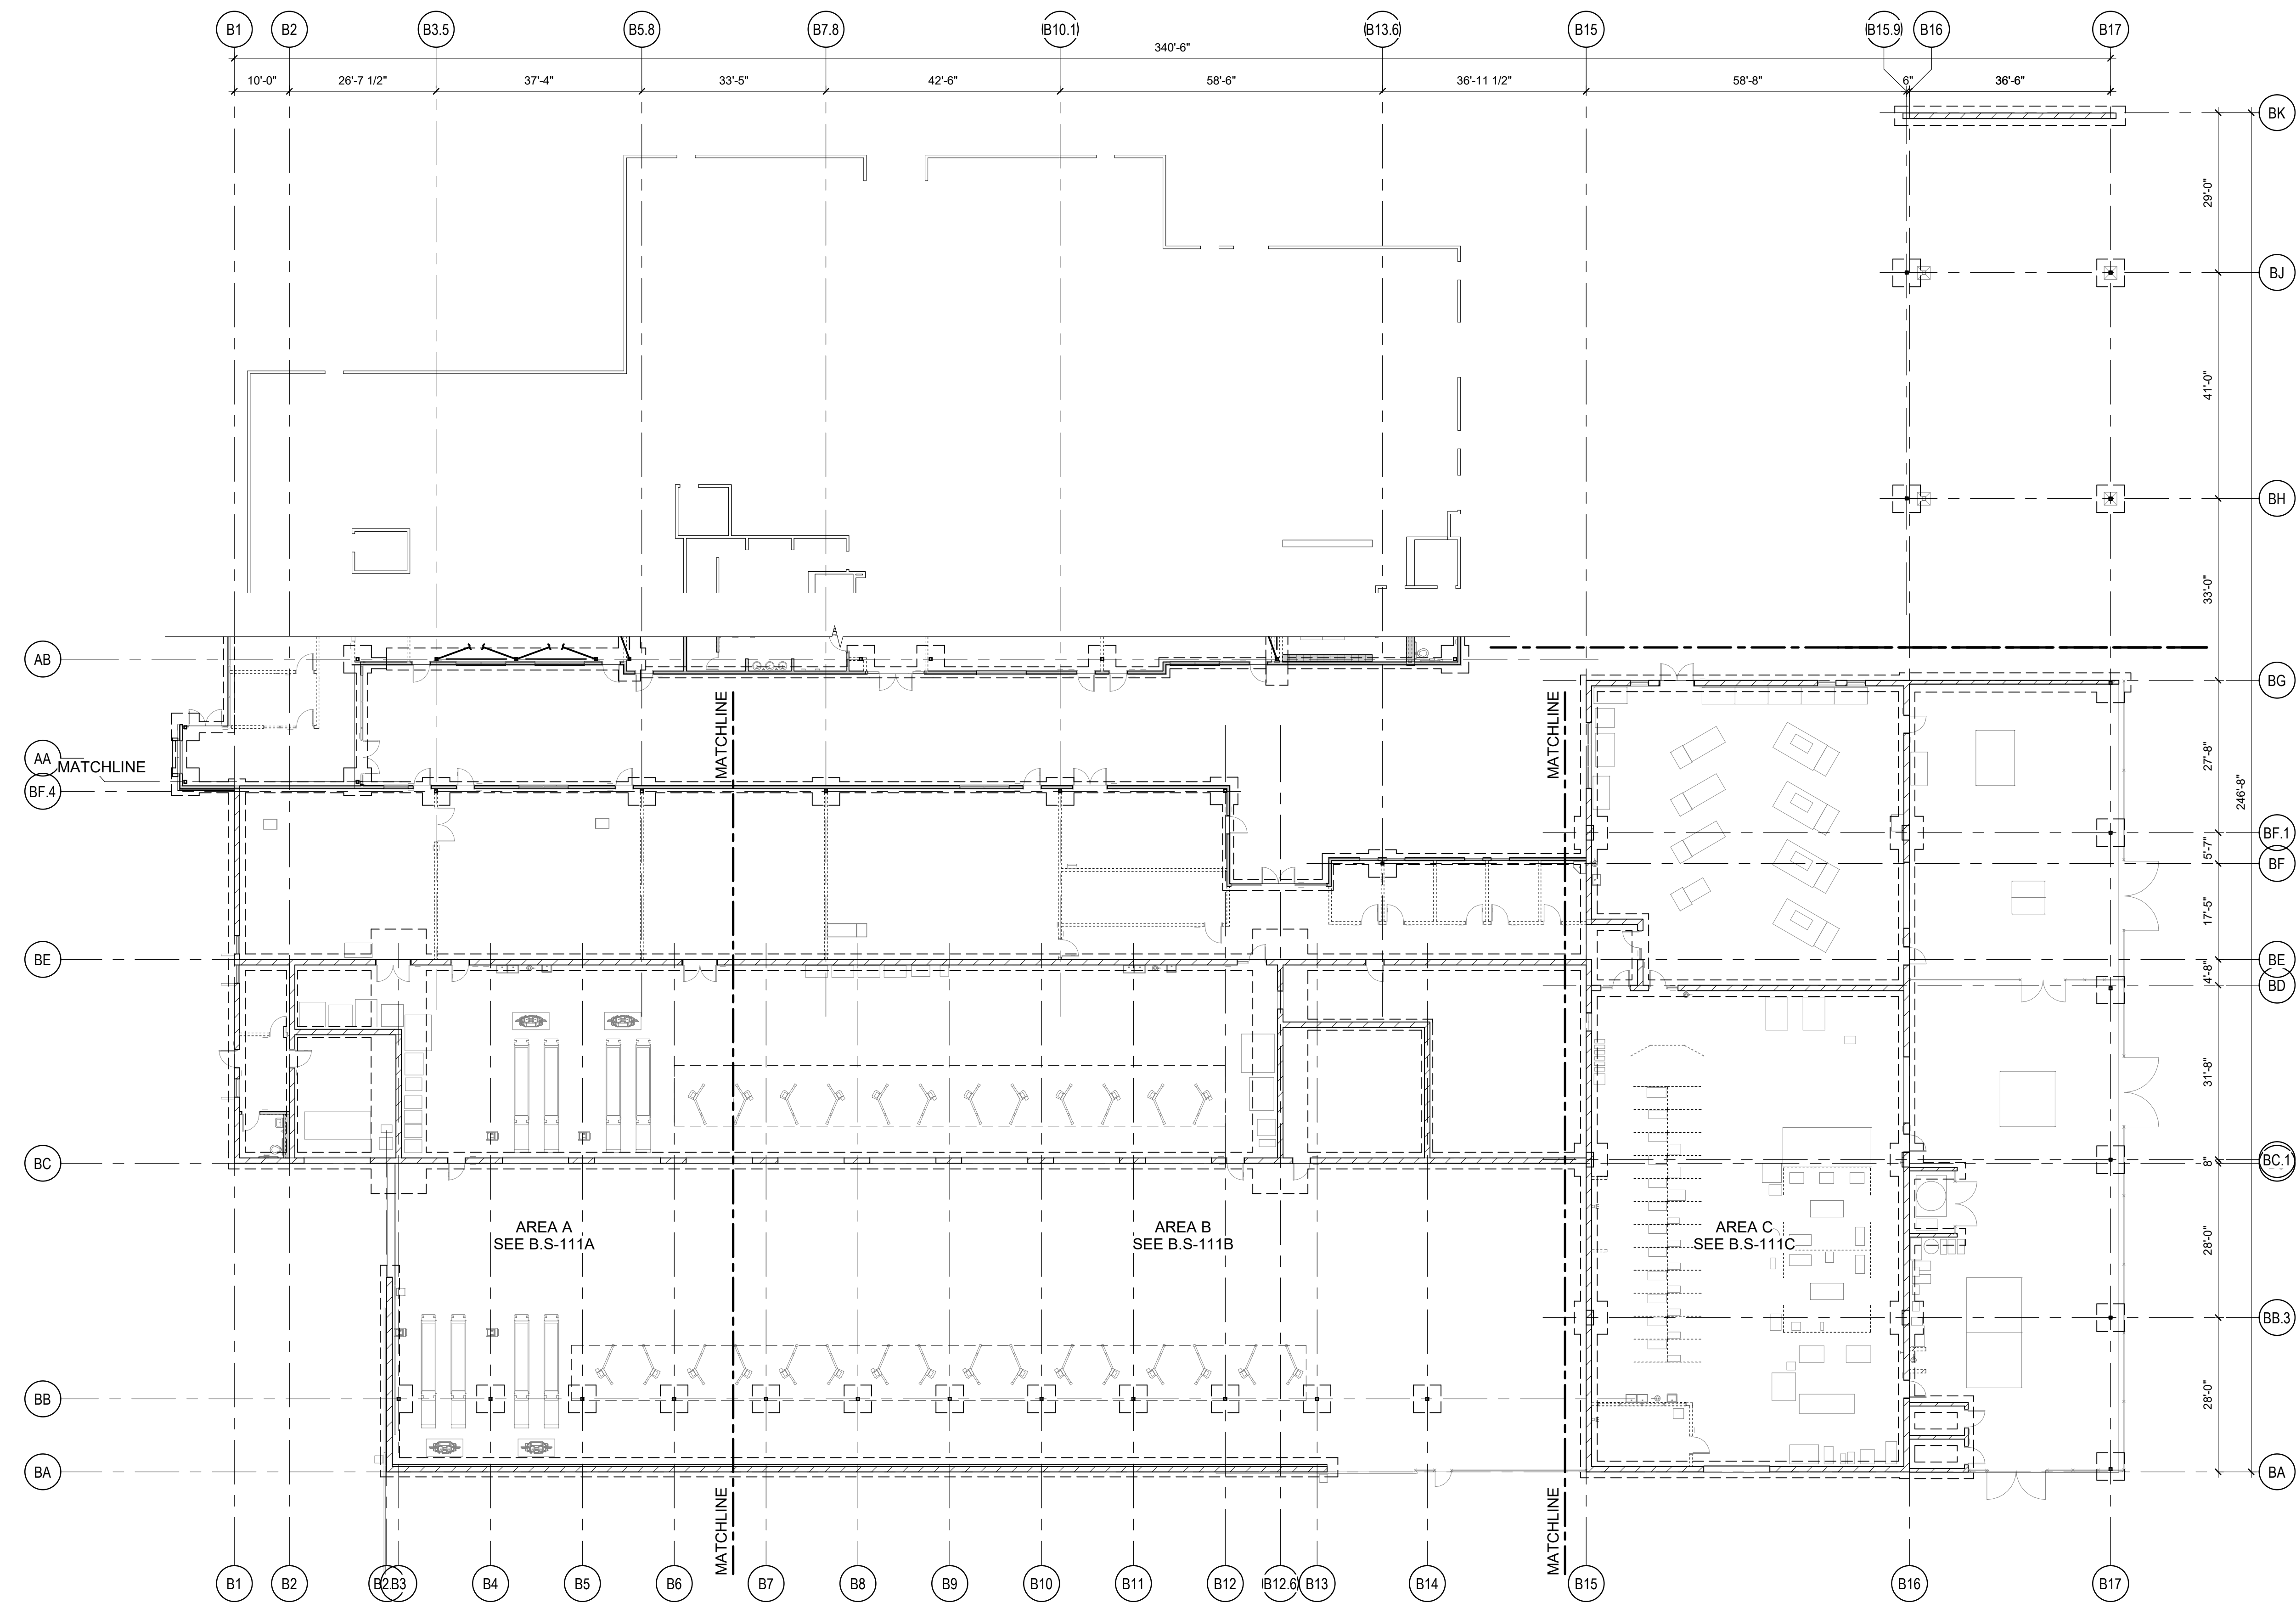 B1 B2 B3.5 B5.8 B7.8 B10.1 B13.6 B15 B15.9 B16 B17
340'-6"
10'-0" 26'-7 1/2" 37'-4" 33'-5" 42'-6" 58'-6" 36'-11 1/2" 58'-8" 6" 36'-6"
BK
29'-0"
BJ
41'-0"
BH
33'-0"
AB
BG
MATCHLINE
MATCHLINE
27'-8"
246'-8"
AA
MATCHLINE
BF.4
BF.1
5'-7"
BF
17'-5"
BE
BE
4'-8"
BD
31'-8"
BC
BC.1
8"
AREA A
SEE B.S-111A
AREA B
SEE B.S-111B
AREA C
SEE B.S-111C
28'-0"
BB.3
28'-0"
BB
BA
BA
MATCHLINE
MATCHLINE
B1 B2 B3 B4 B5 B6 B7 B8 B9 B10 B11 B12 B12.6 B13 B14 B15 B16 B17